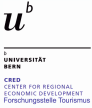 u
b
b
UNIVERSITÄT
BERN
CRED
CENTER FOR REGIONAL
ECONOMIC DEVELOPMENT
Forschungsstelle Tourismus